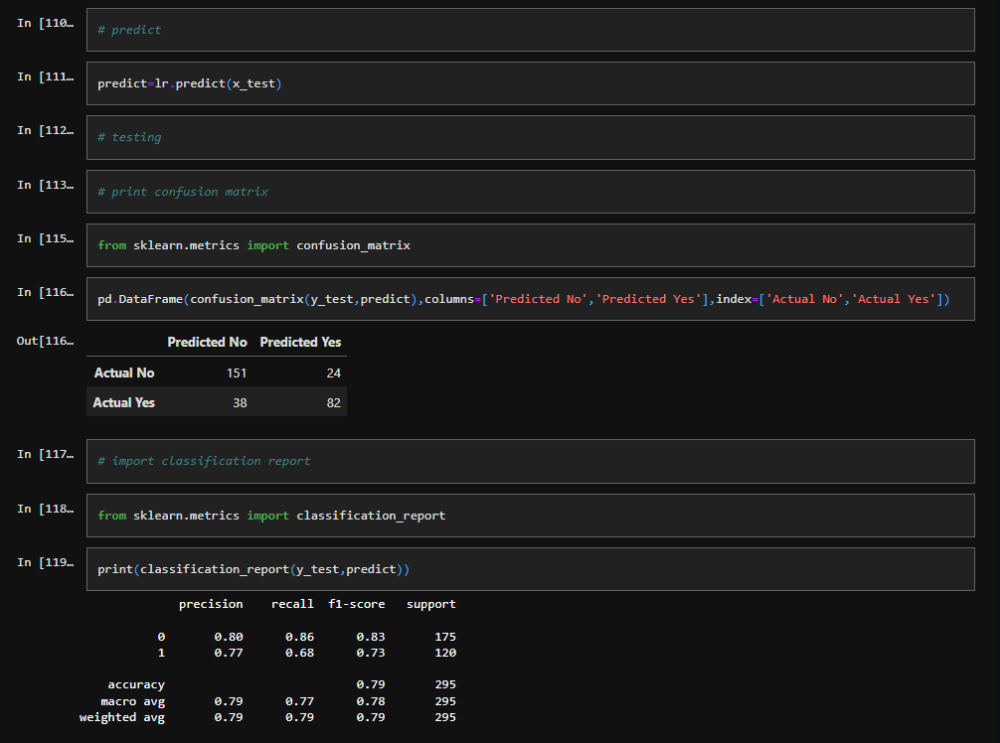 In [110…
# predict
In [111…
predict=lr.predict(x_test)
In [112…
# testing
In [113…
# print confusion matrix
In [115…
from sklearn.metrics import confusion_matrix
In [116…
pd.DataFrame(confusion_matrix(y_test,predict),columns=['Predicted No','Predicted Yes'],index=['Actual No','Actual Yes'])
Out[116…
Predicted No Predicted Yes
Actual No 151 24
Actual Yes 38 82
In [117…
# import classification report
In [118…
from sklearn.metrics import classification_report
In [119…
print(classification_report(y_test,predict))
precision recall f1-score support
0 0.80 0.86 0.83 175
1 0.77 0.68 0.73 120
accuracy 0.79 295
macro avg 0.79 0.77 0.78 295
weighted avg 0.79 0.79 0.79 295